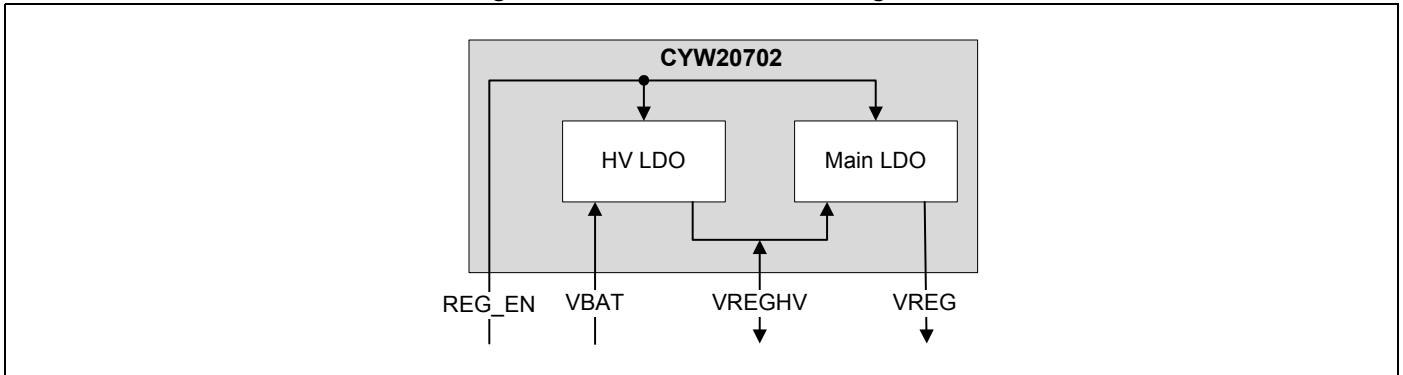 CYW20702
HV LDO
Main LDO
REG_EN
VBAT
VREGHV
VREG